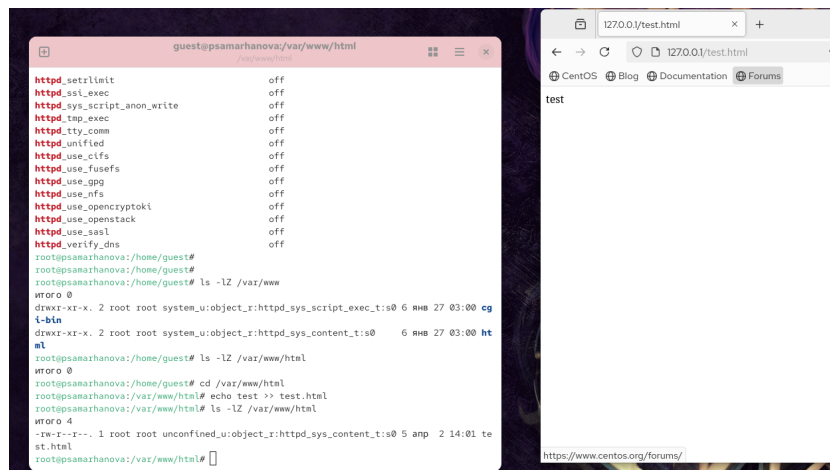 guest@psamarhanova:/var/www/html
/var/www/html
httpd_setrlimit off
httpd_ssi_exec off
httpd_sys_script_anon_write off
httpd_tmp_exec off
httpd_tty_comm off
httpd_unified off
httpd_use_cifs off
httpd_use_fusefs off
httpd_use_gpg off
httpd_use_nfs off
httpd_use_opencryptoki off
httpd_use_openstack off
httpd_use_sasl off
httpd_verify_dns off
root@psamarhanova:/home/guest#
root@psamarhanova:/home/guest#
root@psamarhanova:/home/guest# ls -lZ /var/www
итого 0
drwxr-xr-x. 2 root root system_u:object_r:httpd_sys_script_exec_t:s0 6 янв 27 03:00 cg
i-bin
drwxr-xr-x. 2 root root system_u:object_r:httpd_sys_content_t:s0 6 янв 27 03:00 ht
ml
root@psamarhanova:/home/guest# ls -lZ /var/www/html
итого 0
root@psamarhanova:/home/guest# cd /var/www/html
root@psamarhanova:/var/www/html# echo test >> test.html
root@psamarhanova:/var/www/html# ls -lZ /var/www/html
итого 4
-rw-r--r--. 1 root root unconfined_u:object_r:httpd_sys_content_t:s0 5 апр 2 14:01 te
st.html
root@psamarhanova:/var/www/html#
127.0.0.1/test.html
127.0.0.1/test.html
CentOS Blog Documentation Forums
test
https://www.centos.org/forums/